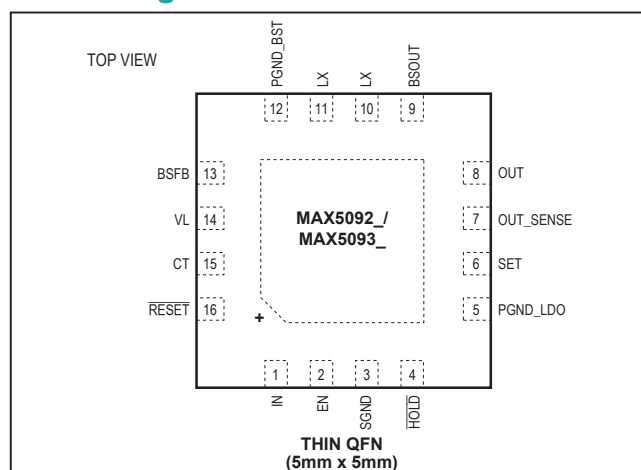 TOP VIEW
PGND_BST
LX
LX
BSOUT
12
11
10
9
BSFB
13
8
OUT
VL
14
MAX5092_/
MAX5093_
7
OUT_SENSE
CT
15
6
SET
RESET
16
+
5
PGND_LDO
1
2
3
4
IN
EN
SGND
HOLD
THIN QFN
(5mm x 5mm)